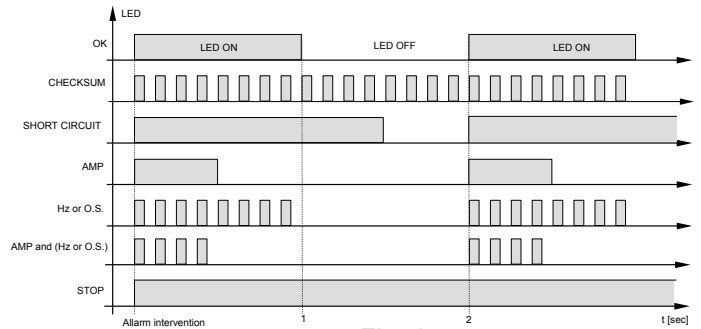 LED
OK
LED ON
LED OFF
LED ON
CHECKSUM
SHORT CIRCUIT
AMP
Hz or O.S.
AMP and (Hz or O.S.)
STOP
Allarm intervention
1
2
t [sec]